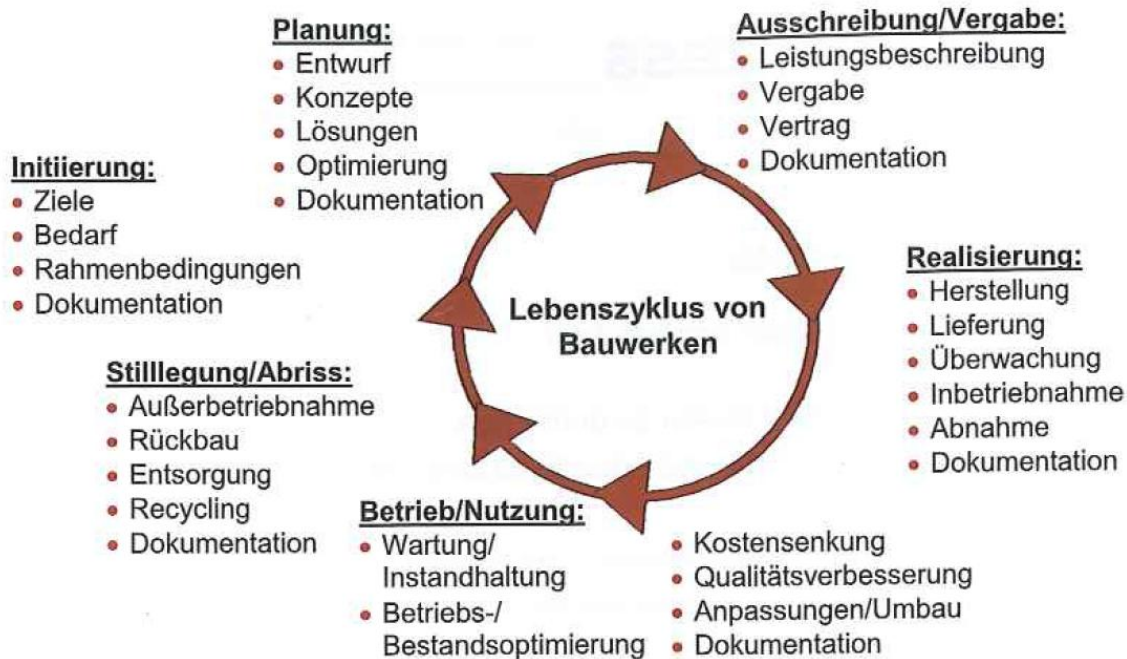 Planung:
• Entwurf
• Konzepte
• Lösungen
• Optimierung
• Dokumentation
Ausschreibung/Vergabe:
• Leistungsbeschreibung
• Vergabe
• Vertrag
• Dokumentation
Initiierung:
• Ziele
• Bedarf
• Rahmenbedingungen
• Dokumentation
Lebenszyklus von
Bauwerken
Realisierung:
• Herstellung
• Lieferung
• Überwachung
• Inbetriebnahme
• Abnahme
• Dokumentation
Stilllegung/Abriss:
• Außerbetriebnahme
• Rückbau
• Entsorgung
• Recycling
• Dokumentation
Betrieb/Nutzung:
• Wartung/
Instandhaltung
• Betriebs-/
Bestandsoptimierung
• Kostensenkung
• Qualitätsverbesserung
• Anpassungen/Umbau
• Dokumentation